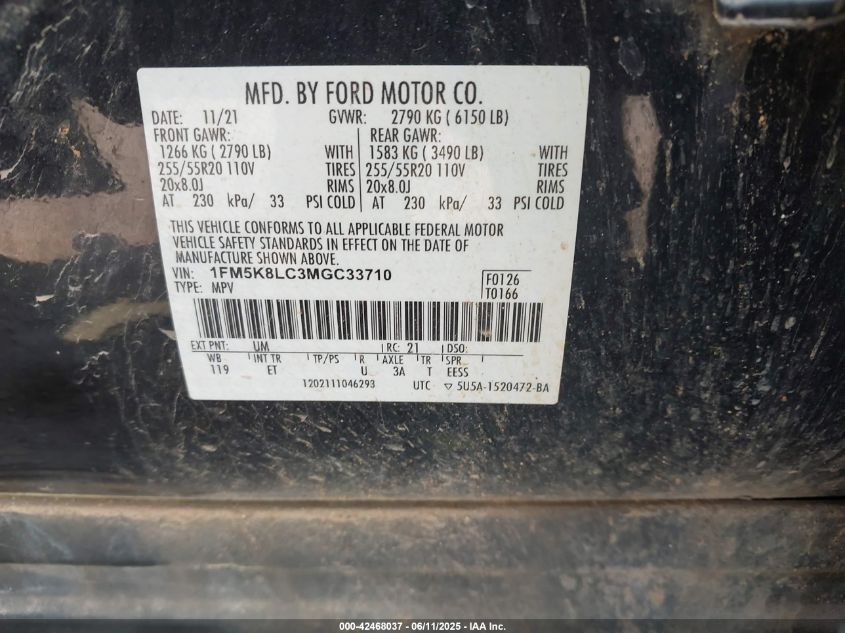 MFD. BY FORD MOTOR CO.
DATE: 11/21 GVWR: 2790 KG ( 6150 LB)
FRONT GAWR: REAR GAWR:
1266 KG ( 2790 LB) WITH 1583 KG ( 3490 LB) WITH
255/55R20 110V TIRES 255/55R20 110V TIRES
20x8.0J RIMS 20x8.0J RIMS
AT 230 kPa/ 33 PSI COLD AT 230 kPa/ 33 PSI COLD
THIS VEHICLE CONFORMS TO ALL APPLICABLE FEDERAL MOTOR
VEHICLE SAFETY STANDARDS IN EFFECT ON THE DATE OF
MANUFACTURE SHOWN ABOVE.
VIN: 1FM5K8LC3MGC33710 F0126
TYPE: MPV T0166
EXT PNT: UM RC: 21 DSO:
WB INT TR TP/PS R AXLE TR SPR
119 ET U 3A T EESS
1202111046293 UTC ▽ 5U5A-1520472-BA
000-42468037 - 06/11/2025 - IAA Inc.